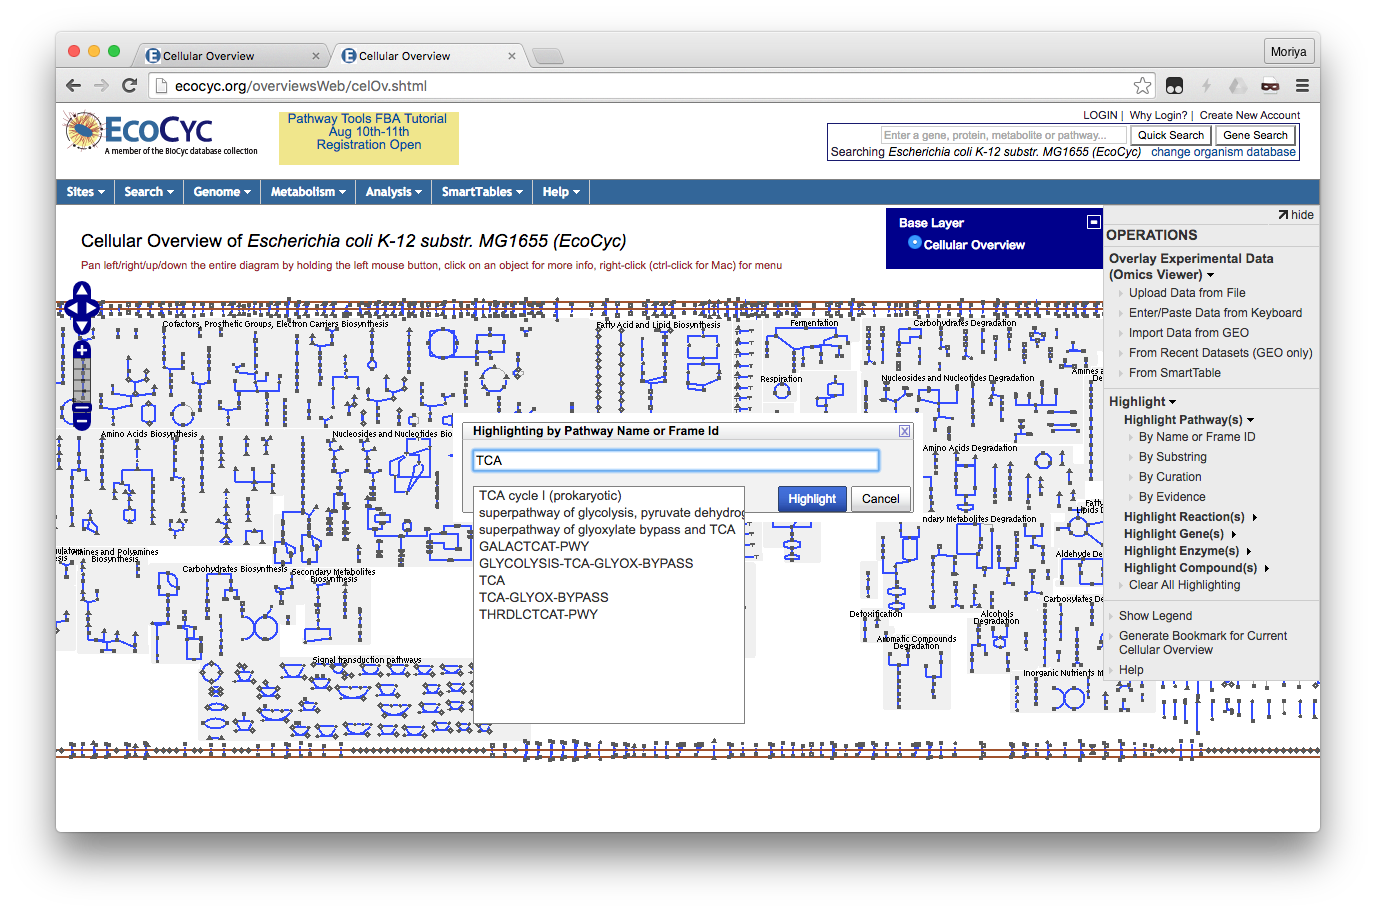 Cellular Overview
Cellular Overview
Moriya
ecocyc.org/overviewsWeb/celOv.shtml
EcoCyc
A member of the BioCyc database collection
Pathway Tools FBA Tutorial
Aug 10th-11th
Registration Open
LOGIN | Why Login? | Create New Account
Enter a gene, protein, metabolite or pathway...
Quick Search
Gene Search
Searching Escherichia coli K-12 substr. MG1655 (EcoCyc) change organism database
Sites
Search
Genome
Metabolism
Analysis
SmartTables
Help
Cellular Overview of Escherichia coli K-12 substr. MG1655 (EcoCyc)
Pan left/right/up/down the entire diagram by holding the left mouse button, click on an object for more info, right-click (ctrl-click for Mac) for menu
Base Layer
Cellular Overview
hide
OPERATIONS
Overlay Experimental Data
(Omics Viewer)
Upload Data from File
Enter/Paste Data from Keyboard
Import Data from GEO
From Recent Datasets (GEO only)
From SmartTable
Highlight
Highlight Pathway(s)
By Name or Frame ID
By Substring
By Curation
By Evidence
Highlight Reaction(s)
Highlight Gene(s)
Highlight Enzyme(s)
Highlight Compound(s)
Clear All Highlighting
Show Legend
Generate Bookmark for Current
Cellular Overview
Help
Cofactors, Prosthetic Groups, Electron Carriers Biosynthesis
Fatty Acid and Lipid Biosynthesis
Fermentation
Carbohydrates Degradation
Respiration
Nucleosides and Nucleotides Degradation
Amines a
De
Amino Acids Biosynthesis
Nucleosides and Nucleotides Bio
Amino Acids Degradation
Highlighting by Pathway Name or Frame Id
TCA
TCA cycle I (prokaryotic)
superpathway of glycolysis, pyruvate dehydrog
superpathway of glyoxylate bypass and TCA
GALACTCAT-PWY
GLYCOLYSIS-TCA-GLYOX-BYPASS
TCA
TCA-GLYOX-BYPASS
THRDLCTCAT-PWY
Highlight
Cancel
Fatty
Lipids D
ndary Metabolites Degradation
Aldehyde De
Amines and Polyamines
esis
Biosynthesis
Carbohydrates Biosynthesis
Secondary Metabolites
Biosynthesis
Carboxylates De
Detoxification
Alcohols
Degradation
Aromatic Compounds
Degradation
Signal transduction pathways
Inorganic Nutrients M